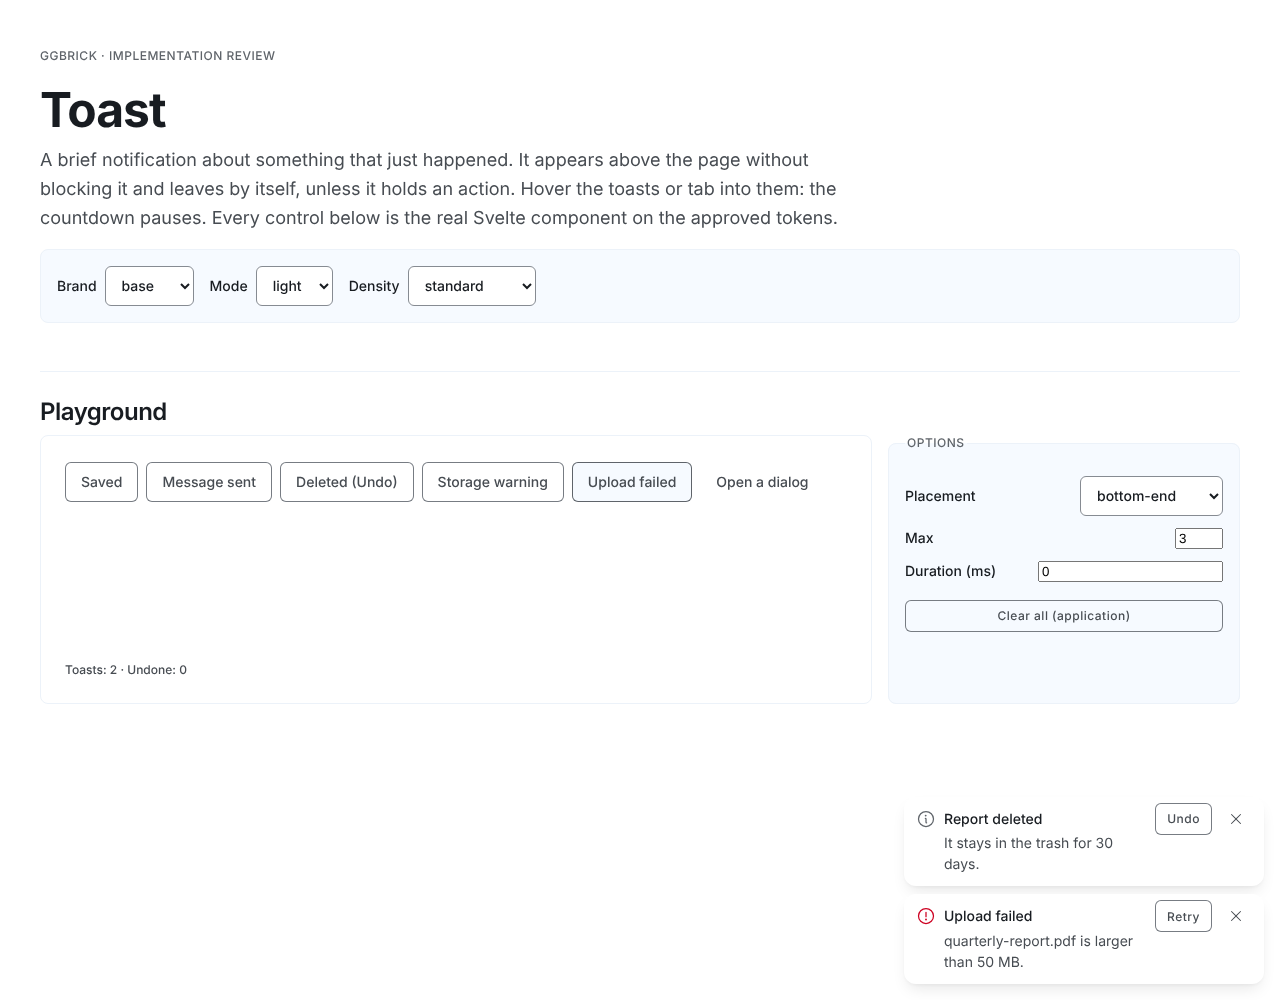 GGBRICK · IMPLEMENTATION REVIEW
Toast
A brief notification about something that just happened. It appears above the page without
blocking it and leaves by itself, unless it holds an action. Hover the toasts or tab into them: the
countdown pauses. Every control below is the real Svelte component on the approved tokens.
Brand base Mode light Density standard
Playground
Saved Message sent Deleted (Undo) Storage warning Upload failed Open a dialog
Toasts: 2 · Undone: 0
OPTIONS
Placement bottom-end
Max 3
Duration (ms) 0
Clear all (application)
Report deleted Undo
It stays in the trash for 30
days.
Upload failed Retry
quarterly-report.pdf is larger
than 50 MB.